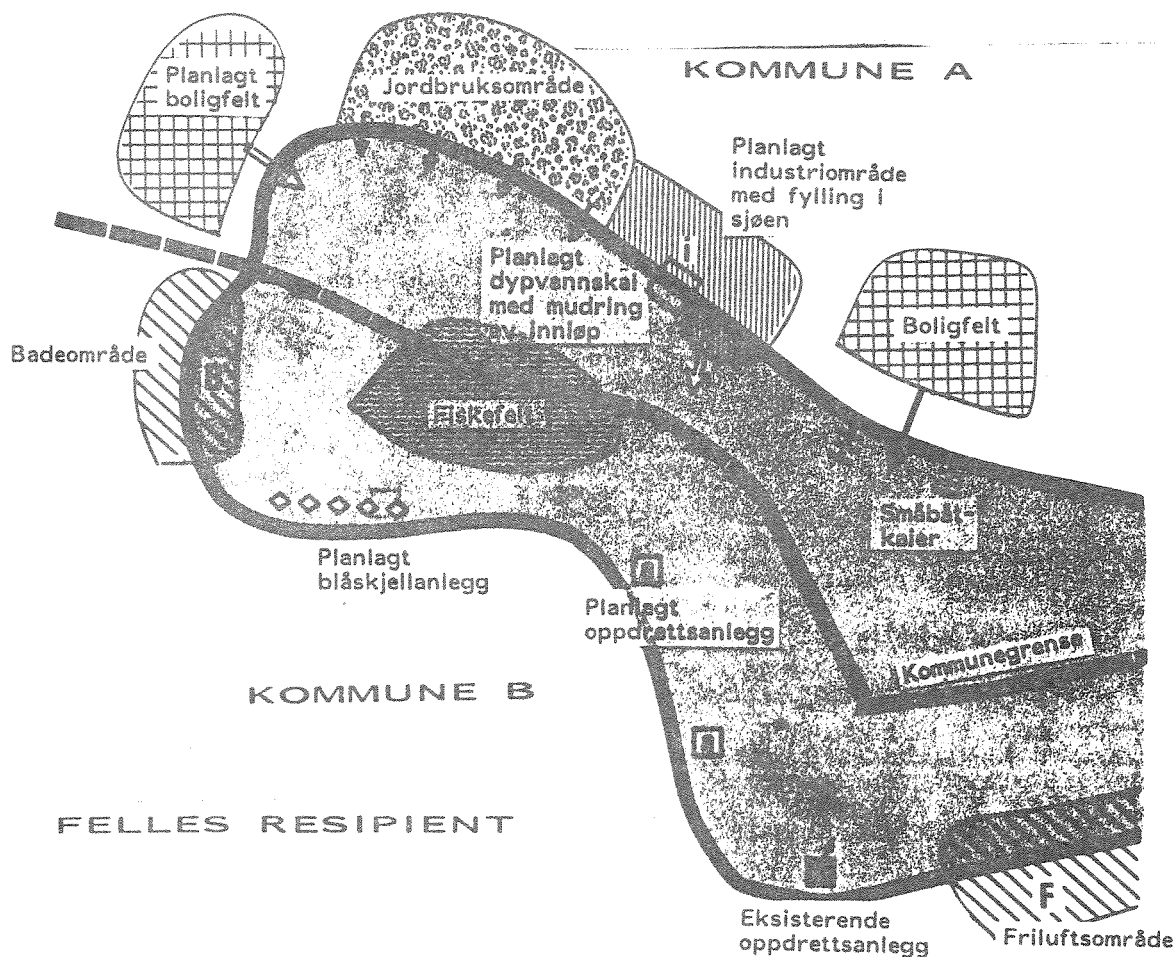 KOMMUNE A
Planlagt
boligfelt
Jordbruksområde
Planlagt
industriområde
med fylling i
sjøen
i
Planlagt
dypvannskai
med mudring
av innløp
Boligfelt
Badeområde
B
Fiskefelt
Småbåt-
kaier
Planlagt
blåskjellanlegg
n
Planlagt
oppdrettsanlegg
Kommunegrense
KOMMUNE B
n
FELLES RESIPIENT
F
Eksisterende
oppdrettsanlegg
Friluftsområde